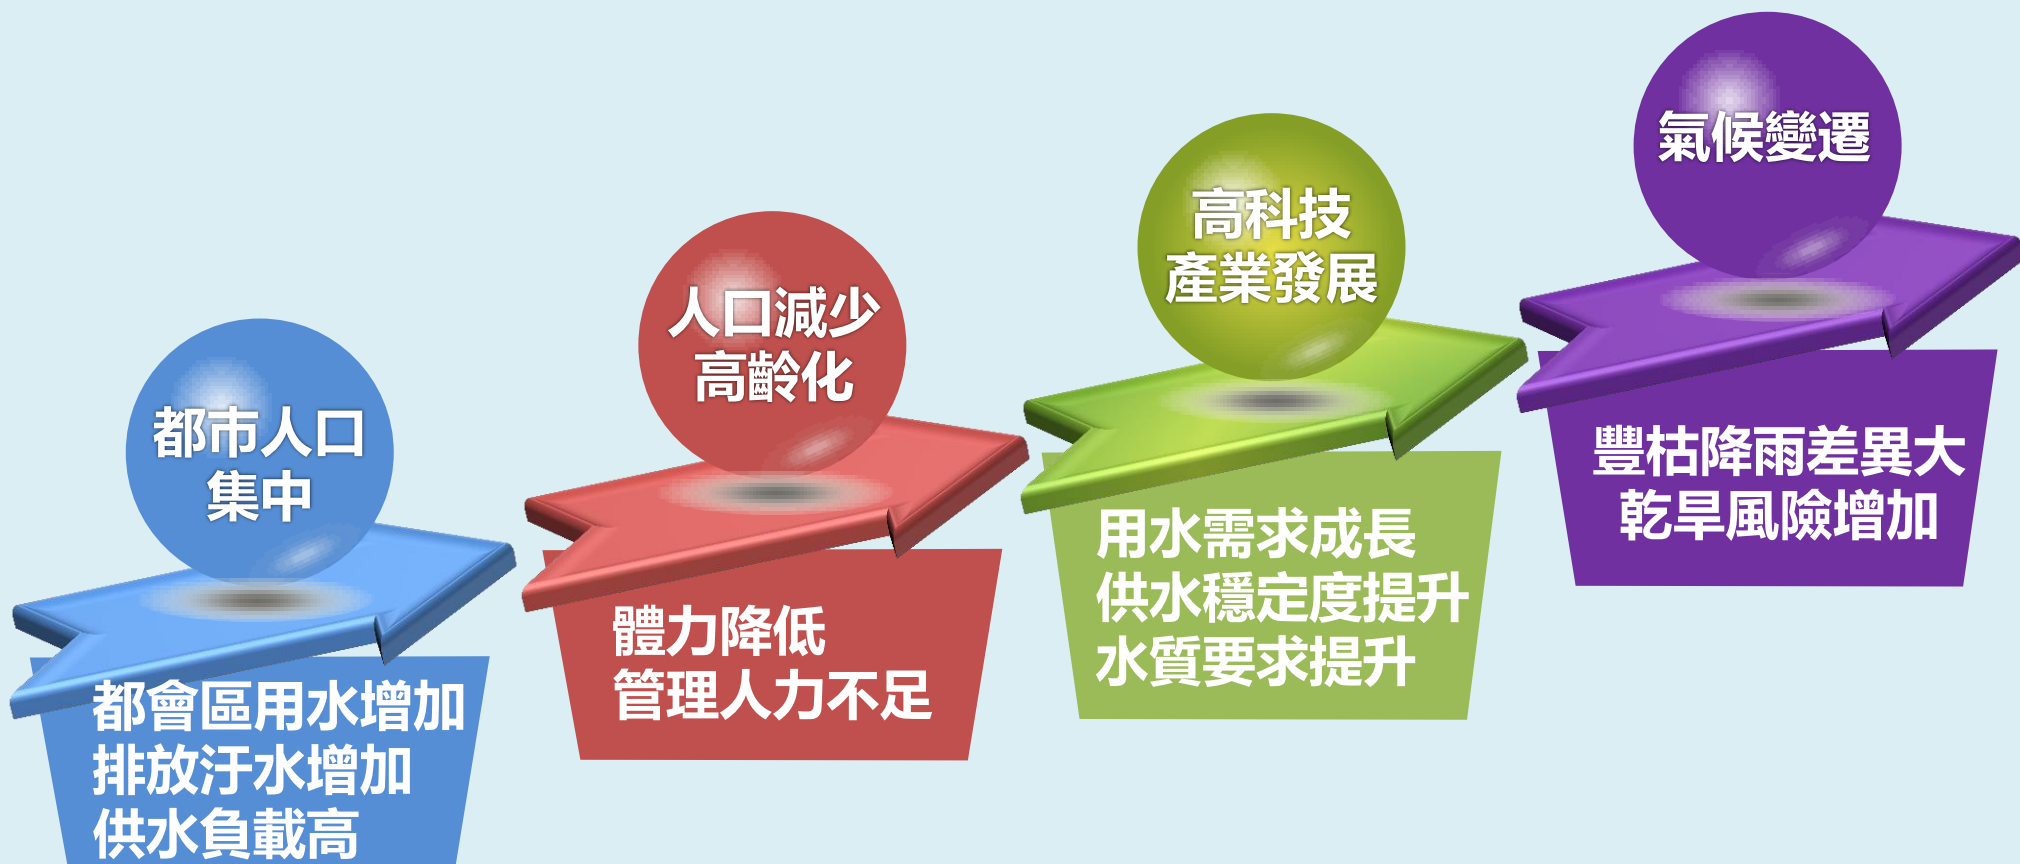 都市人口
集中
都會區用水增加
排放汙水增加
供水負載高
人口減少
高齡化
體力降低
管理人力不足
高科技
產業發展
用水需求成長
供水穩定度提升
水質要求提升
氣候變遷
豐枯降雨差異大
乾旱風險增加